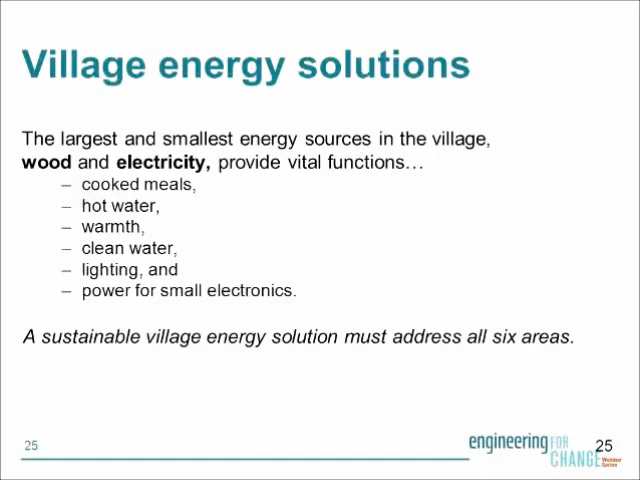 Village energy solutions
The largest and smallest energy sources in the village,
wood and electricity, provide vital functions…
– cooked meals,
– hot water,
– warmth,
– clean water,
– lighting, and
– power for small electronics.
A sustainable village energy solution must address all six areas.
25
engineering FOR
CHANGE
25
Webinar
Series